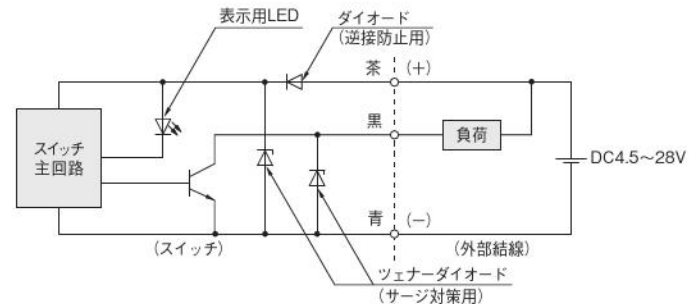 表示用LED
ダイオード
(逆接防止用)
茶 (+)
黒
スイッチ
主回路
負荷
DC4.5～28V
青 (−)
(スイッチ)
(外部結線)
ツェナーダイオード
(サージ対策用)